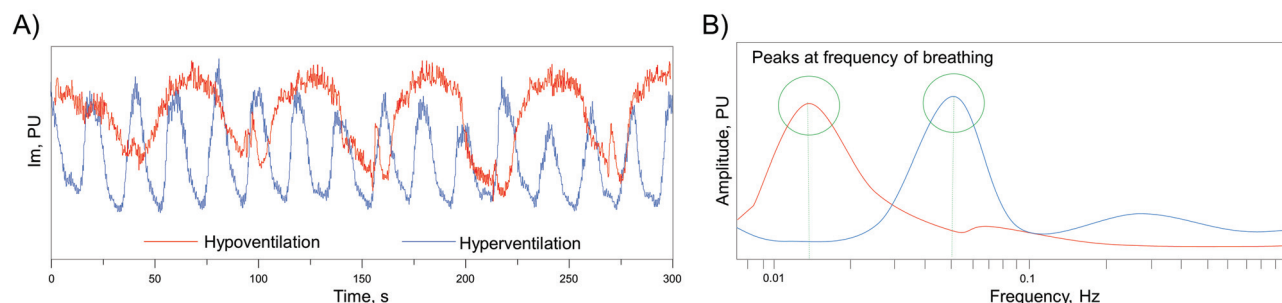 A)
Im, PU
Hypoventilation
Hyperventilation
0 50 100 150 200 250 300
Time, s
B)
Peaks at frequency of breathing
Amplitude, PU
0.01 0.1
Frequency, Hz